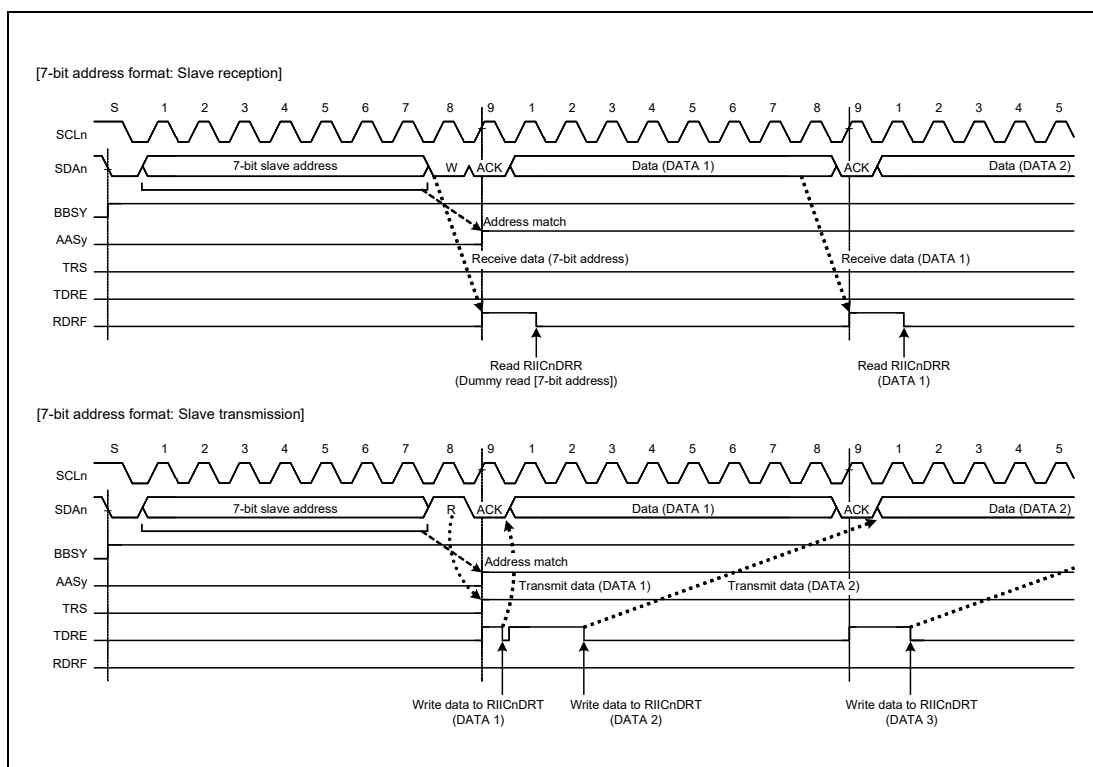 [7-bit address format: Slave reception]
S 1 2 3 4 5 6 7 8 9 1 2 3 4 5 6 7 8 9 1 2 3 4 5
SCLn
SDAn 7-bit slave address W ACK Data (DATA 1) ACK Data (DATA 2)
BBSY
Address match
AASy
Receive data (7-bit address) Receive data (DATA 1)
TRS
TDRE
RDRF
Read RIICnDRR Read RIICnDRR
(Dummy read [7-bit address]) (DATA 1)
[7-bit address format: Slave transmission]
S 1 2 3 4 5 6 7 8 9 1 2 3 4 5 6 7 8 9 1 2 3 4 5
SCLn
SDAn 7-bit slave address R ACK Data (DATA 1) ACK Data (DATA 2)
BBSY
Address match
AASy
Transmit data (DATA 1) Transmit data (DATA 2)
TRS
TDRE
RDRF
Write data to RIICnDRT Write data to RIICnDRT Write data to RIICnDRT
(DATA 1) (DATA 2) (DATA 3)